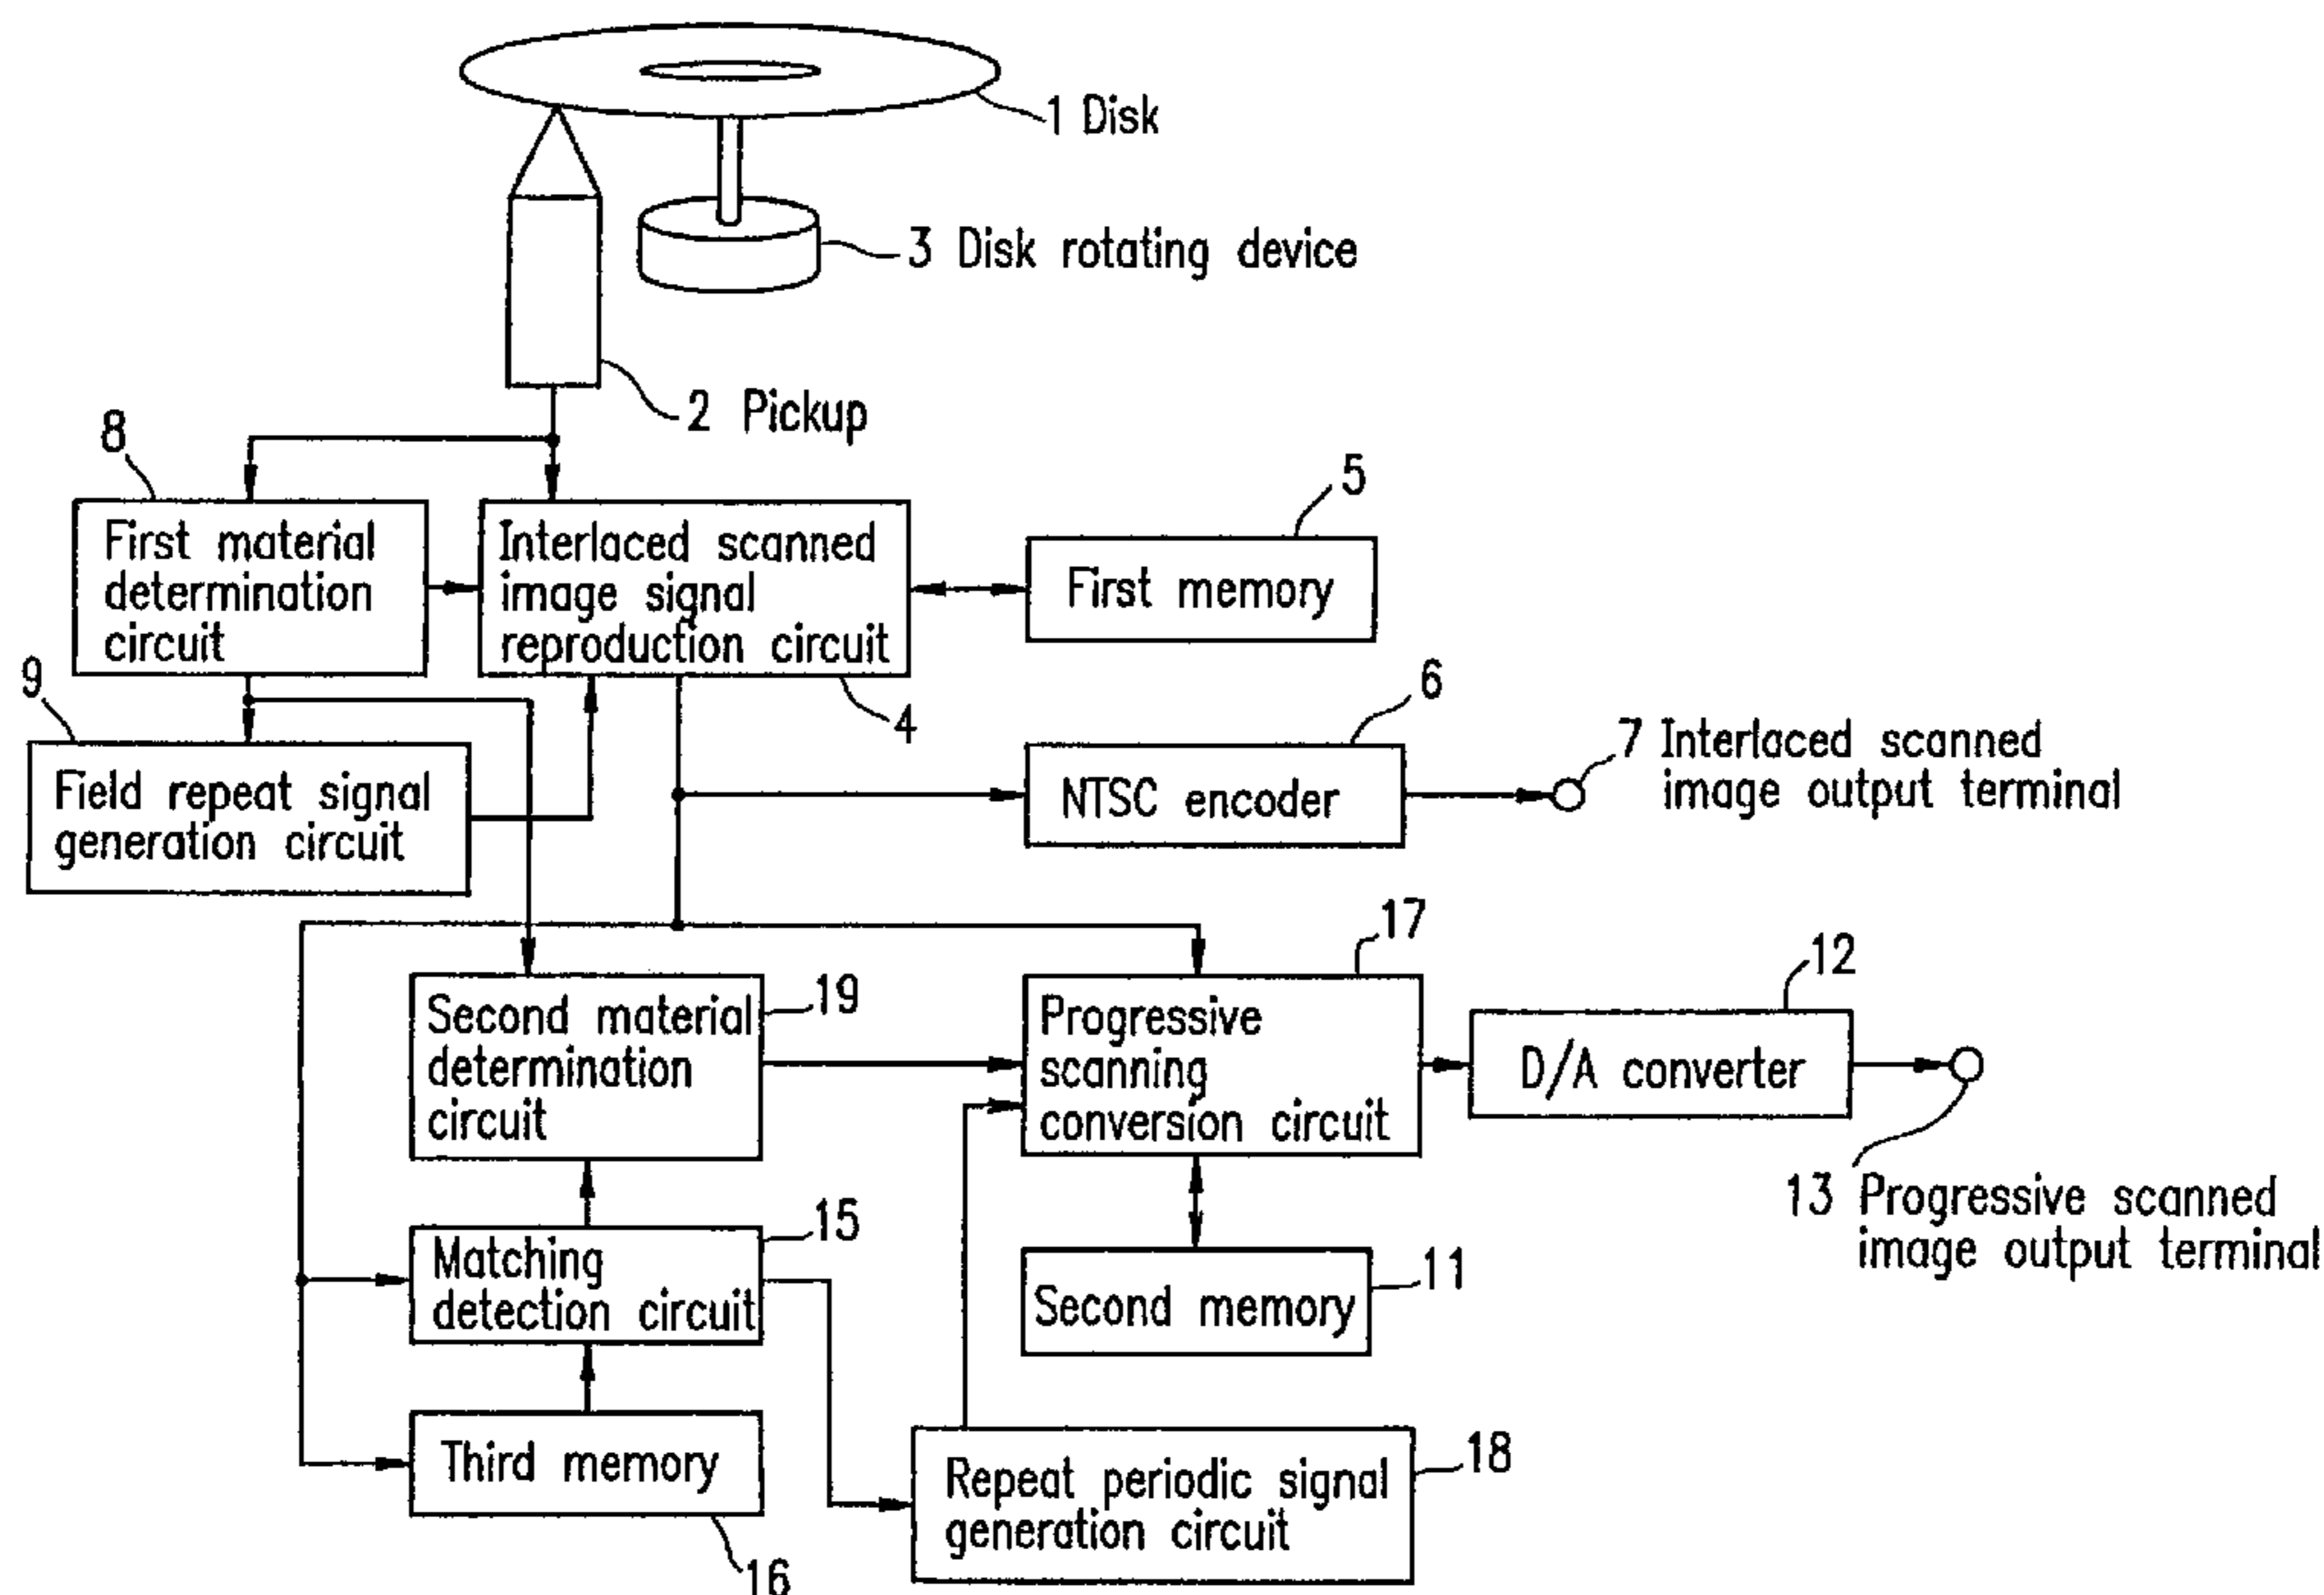 1 Disk
3 Disk rotating device
2 Pickup
8
First material
determination
circuit
Interlaced scanned
image signal
reproduction circuit
4
5
First memory
9
Field repeat signal
generation circuit
6
NTSC encoder
7 Interlaced scanned
image output terminal
19
Second material
determination
circuit
17
Progressive
scanning
conversion circuit
12
D/A converter
13 Progressive scanned
image output terminal
15
Matching
detection circuit
11
Second memory
Third memory
16
18
Repeat periodic signal
generation circuit